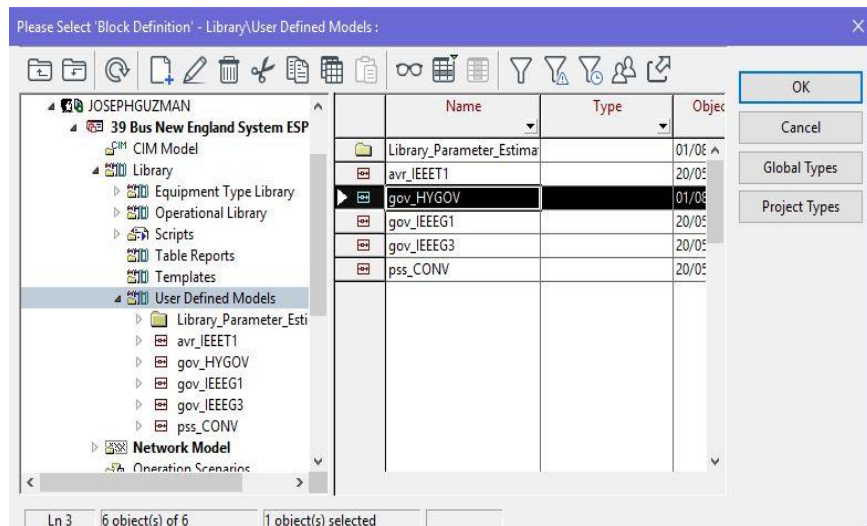 Please Select 'Block Definition' - Library\User Defined Models :
JOSEPHGUZMAN
39 Bus New England System ESP
CIM
CIM Model
Library
Equipment Type Library
Operational Library
Scripts
Table Reports
Templates
User Defined Models
Library_Parameter_Esti
avr_IEEET1
gov_HYGOV
gov_IEEEG1
gov_IEEEG3
pss_CONV
Network Model
Operation Scenarios
Name Type Objec
Library_Parameter_Estima 01/08
avr_IEEET1 20/05
gov_HYGOV 01/08
gov_IEEEG1 20/05
gov_IEEEG3 20/05
pss_CONV 20/05
OK
Cancel
Global Types
Project Types
Ln 3 6 object(s) of 6 1 object(s) selected